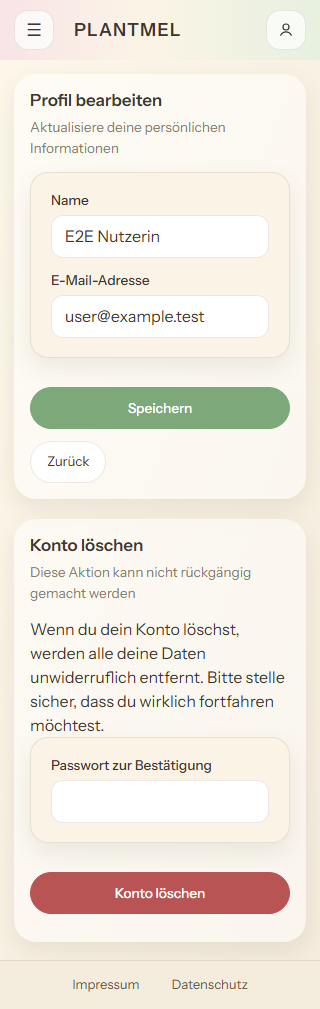 PLANTMEL
Profil bearbeiten
Aktualisiere deine persönlichen
Informationen
Name
E2E Nutzerin
E-Mail-Adresse
user@example.test
Speichern
Zurück
Konto löschen
Diese Aktion kann nicht rückgängig
gemacht werden
Wenn du dein Konto löschst,
werden alle deine Daten
unwiderruflich entfernt. Bitte stelle
sicher, dass du wirklich fortfahren
möchtest.
Passwort zur Bestätigung
Konto löschen
Impressum Datenschutz